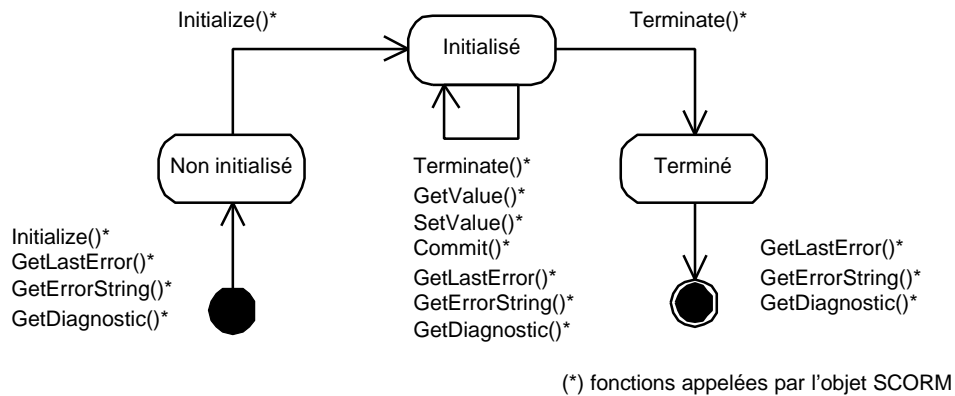 Initialize()*
Terminate()*
Initialisé
Non initialisé
Terminé
Terminate()*
GetValue()*
SetValue()*
Commit()*
GetLastError()*
GetErrorString()*
GetDiagnostic()*
Initialize()*
GetLastError()*
GetErrorString()*
GetDiagnostic()*
GetLastError()*
GetErrorString()*
GetDiagnostic()*
(*) fonctions appelées par l'objet SCORM